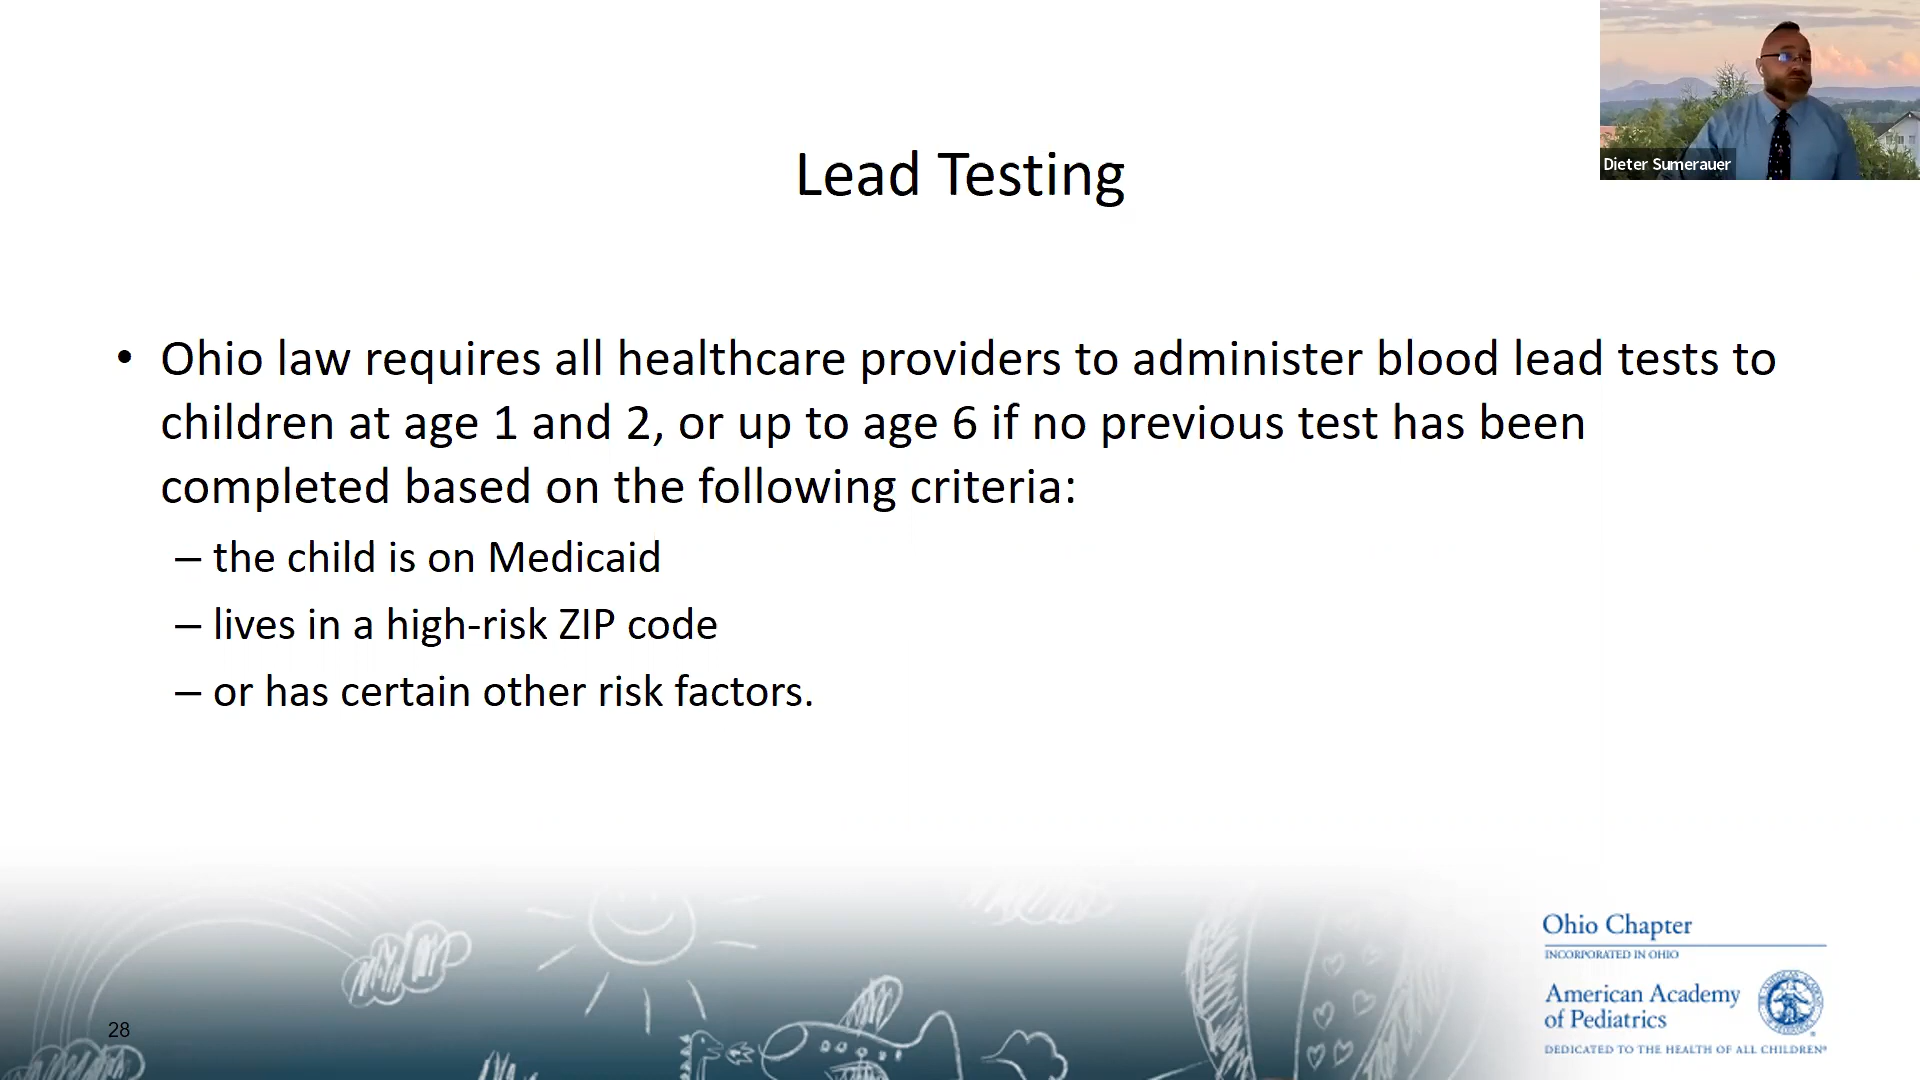 Dieter Sumerauer
Lead Testing
• Ohio law requires all healthcare providers to administer blood lead tests to
children at age 1 and 2, or up to age 6 if no previous test has been
completed based on the following criteria:
– the child is on Medicaid
– lives in a high-risk ZIP code
– or has certain other risk factors.
Ohio Chapter
INCORPORATED IN OHIO
American Academy
of Pediatrics
DEDICATED TO THE HEALTH OF ALL CHILDREN®
28